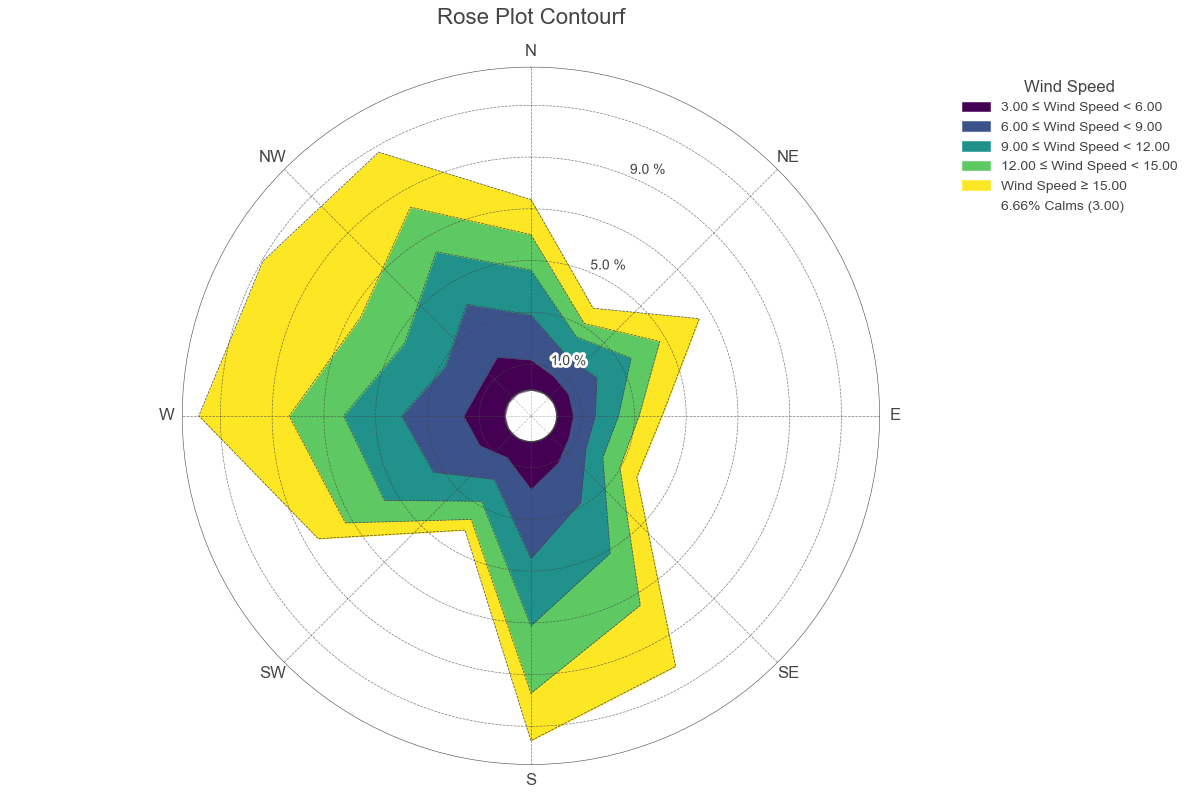 Rose Plot Contourf
N
NE
E
SE
S
SW
W
NW
1.0 %
5.0 %
9.0 %
Wind Speed
3.00 ≤ Wind Speed < 6.00
6.00 ≤ Wind Speed < 9.00
9.00 ≤ Wind Speed < 12.00
12.00 ≤ Wind Speed < 15.00
Wind Speed ≥ 15.00
6.66% Calms (3.00)